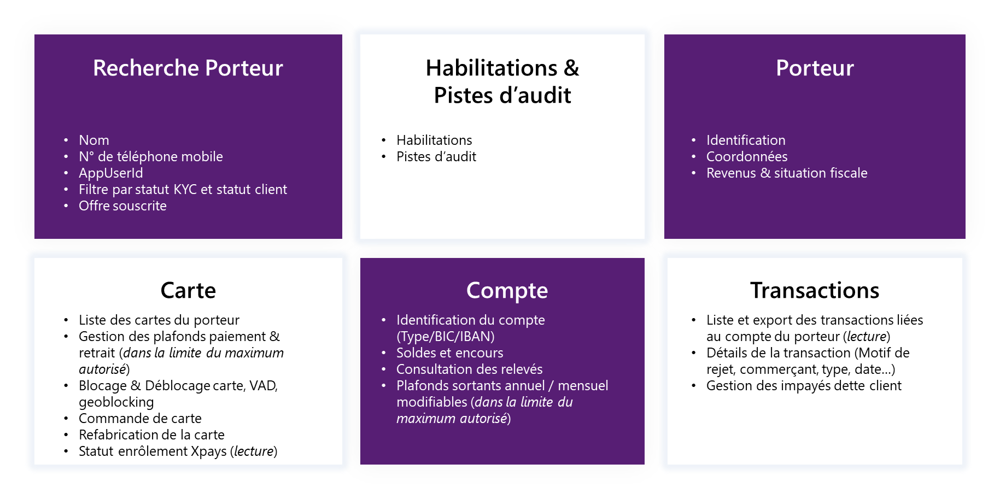 Recherche Porteur
• Nom
• N° de téléphone mobile
• AppUserId
• Filtre par statut KYC et statut client
• Offre souscrite
Habilitations &
Pistes d’audit
• Habilitations
• Pistes d’audit
Porteur
• Identification
• Coordonnées
• Revenus & situation fiscale
Carte
• Liste des cartes du porteur
• Gestion des plafonds paiement &
retrait (dans la limite du maximum
autorisé)
• Blocage & Déblocage carte, VAD,
geoblocking
• Commande de carte
• Refabrication de la carte
• Statut enrôlement Xpays (lecture)
Compte
• Identification du compte
(Type/BIC/IBAN)
• Soldes et encours
• Consultation des relevés
• Plafonds sortants annuel / mensuel
modifiables (dans la limite du
maximum autorisé)
Transactions
• Liste et export des transactions liées
au compte du porteur (lecture)
• Détails de la transaction (Motif de
rejet, commerçant, type, date...)
• Gestion des impayés dette client